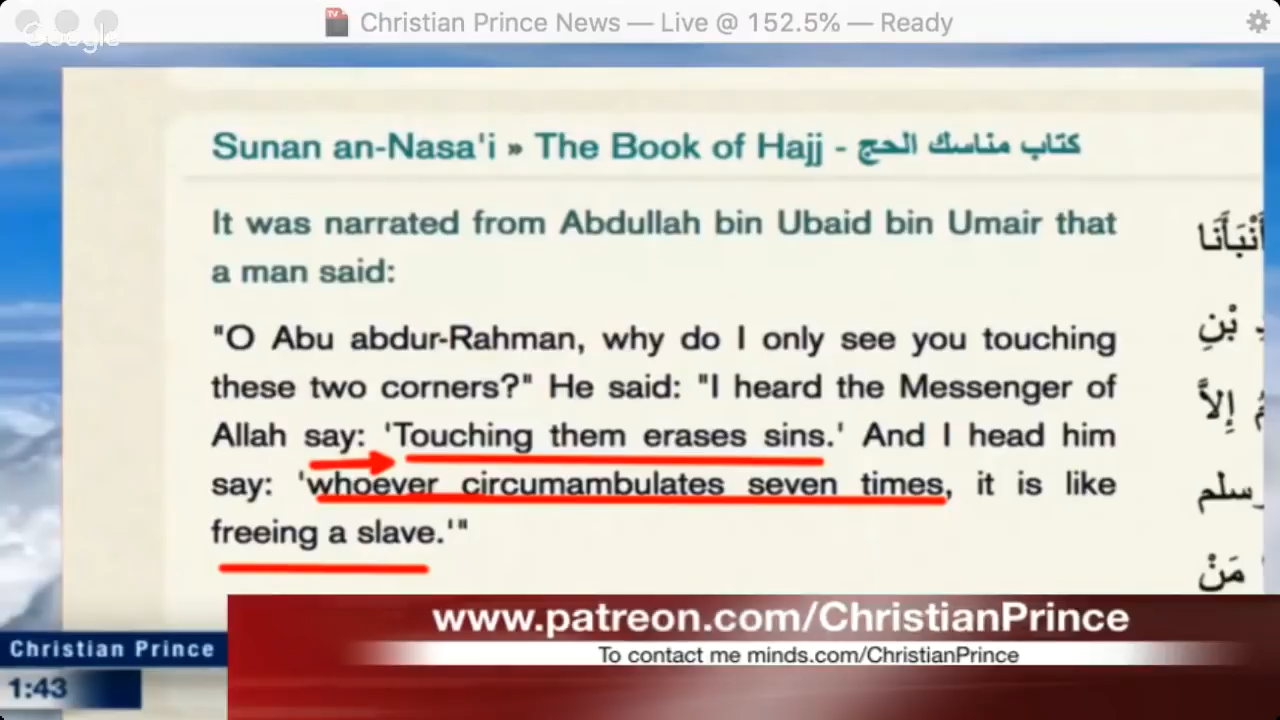 Christian Prince News — Live @ 152.5% — Ready
Google
Sunan an-Nasa'i » The Book of Hajj - كتاب مناسك الحج
It was narrated from Abdullah bin Ubaid bin Umair that
a man said:
"O Abu abdur-Rahman, why do I only see you touching
these two corners?" He said: "I heard the Messenger of
Allah say: 'Touching them erases sins.' And I head him
say: 'whoever circumambulates seven times, it is like
freeing a slave.'"
أَنْبَأَنَا
بْنِ
إِلاَّ
سلم
مَنْ
www.patreon.com/ChristianPrince
To contact me minds.com/ChristianPrince
Christian Prince
1:43